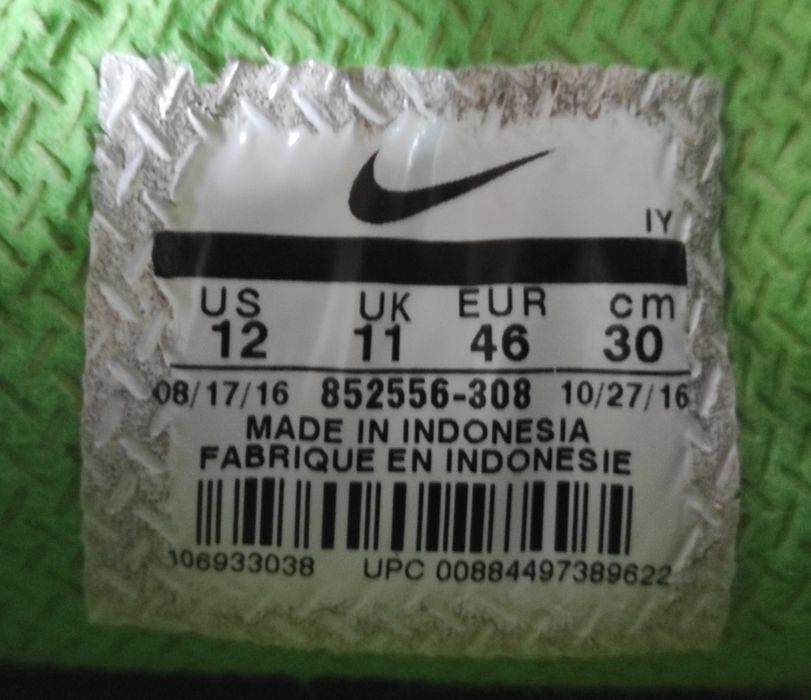 IY
US UK EUR cm
12 11 46 30
08/17/16 852556-308 10/27/16
MADE IN INDONESIA
FABRIQUE EN INDONESIE
106933038 UPC 00884497389622